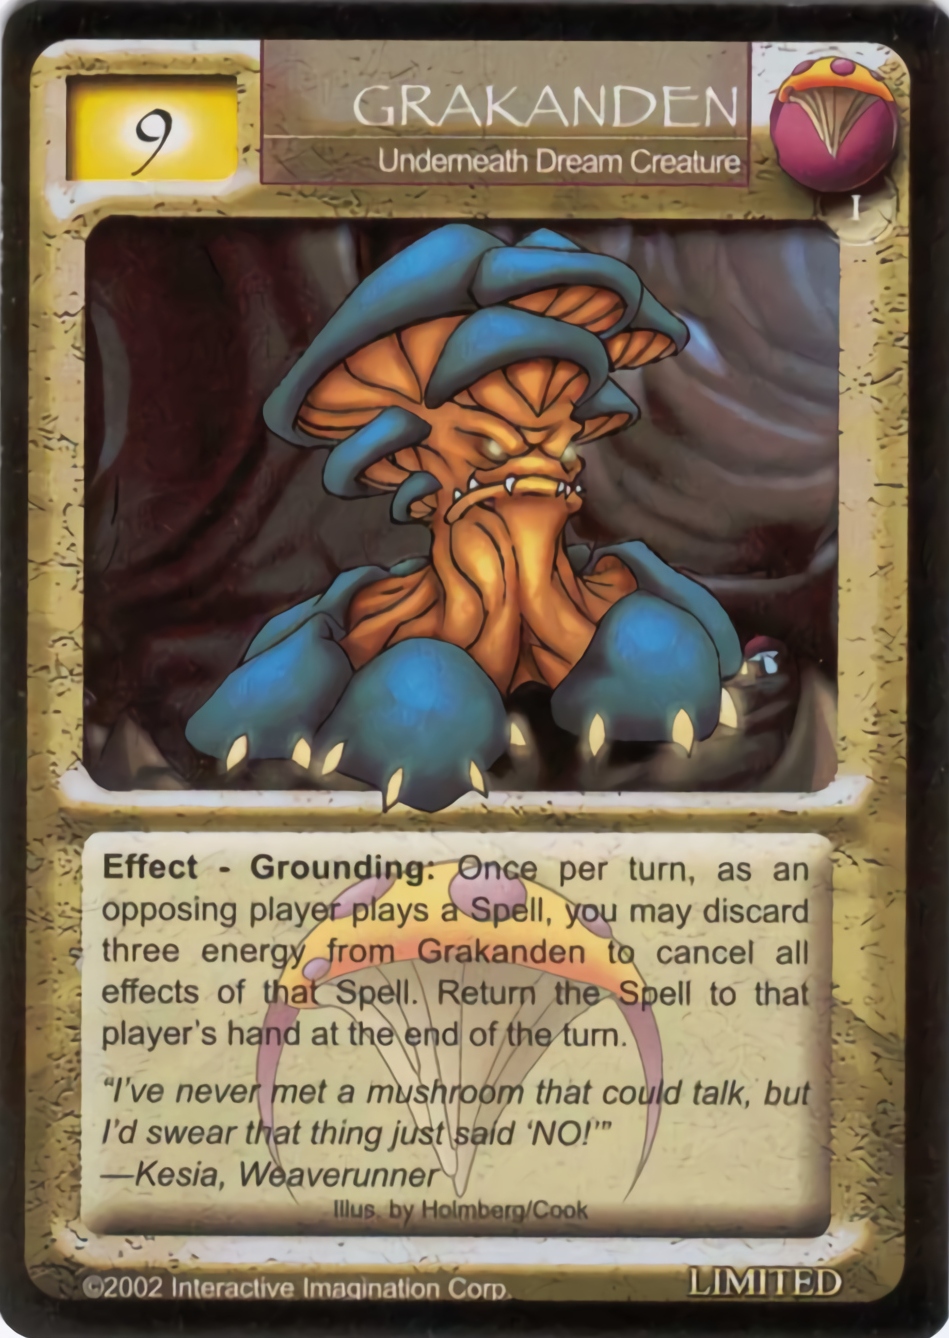 9
GRAKANDEN
Underneath Dream Creature
I
Effect - Grounding: Once per turn, as an
opposing player plays a Spell, you may discard
three energy from Grakanden to cancel all
effects of that Spell. Return the Spell to that
player's hand at the end of the turn.
“I've never met a mushroom that could talk, but
I'd swear that thing just said ‘NO!’”
—Kesia, Weaverunner
Illus. by Holmberg/Cook
©2002 Interactive Imagination Corp.
LIMITED